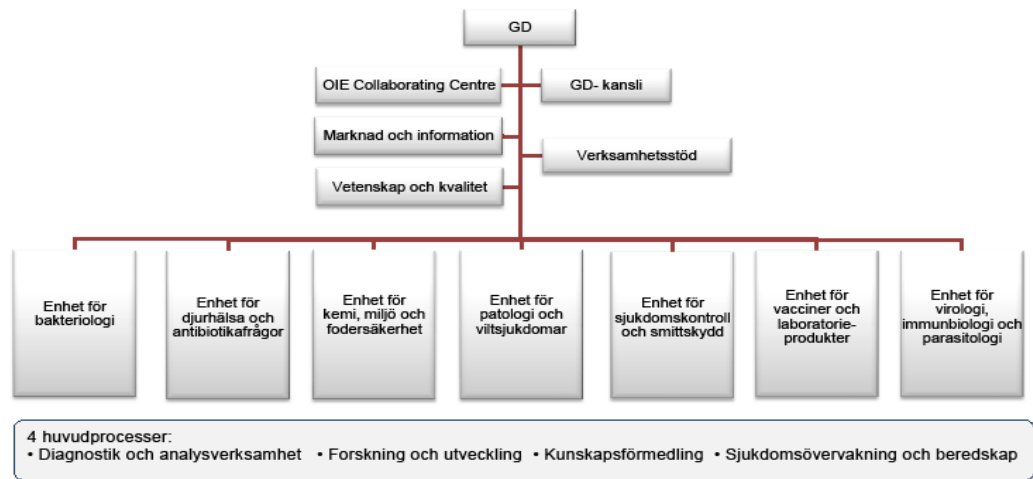 GD
OIE Collaborating Centre
GD- kansli
Marknad och information
Verksamhetsstöd
Vetenskap och kvalitet
Enhet för
bakteriologi
Enhet för
djurhälsa och
antibiotikafrågor
Enhet för
kemi, miljö och
fodersäkerhet
Enhet för
patologi och
viltsjukdomar
Enhet för
sjukdomskontroll
och smittskydd
Enhet för
vacciner och
laboratorie-
produkter
Enhet för
virologi,
immunbiologi och
parasitologi
4 huvudprocesser:
• Diagnostik och analysverksamhet • Forskning och utveckling • Kunskapsförmedling • Sjukdomsövervakning och beredskap